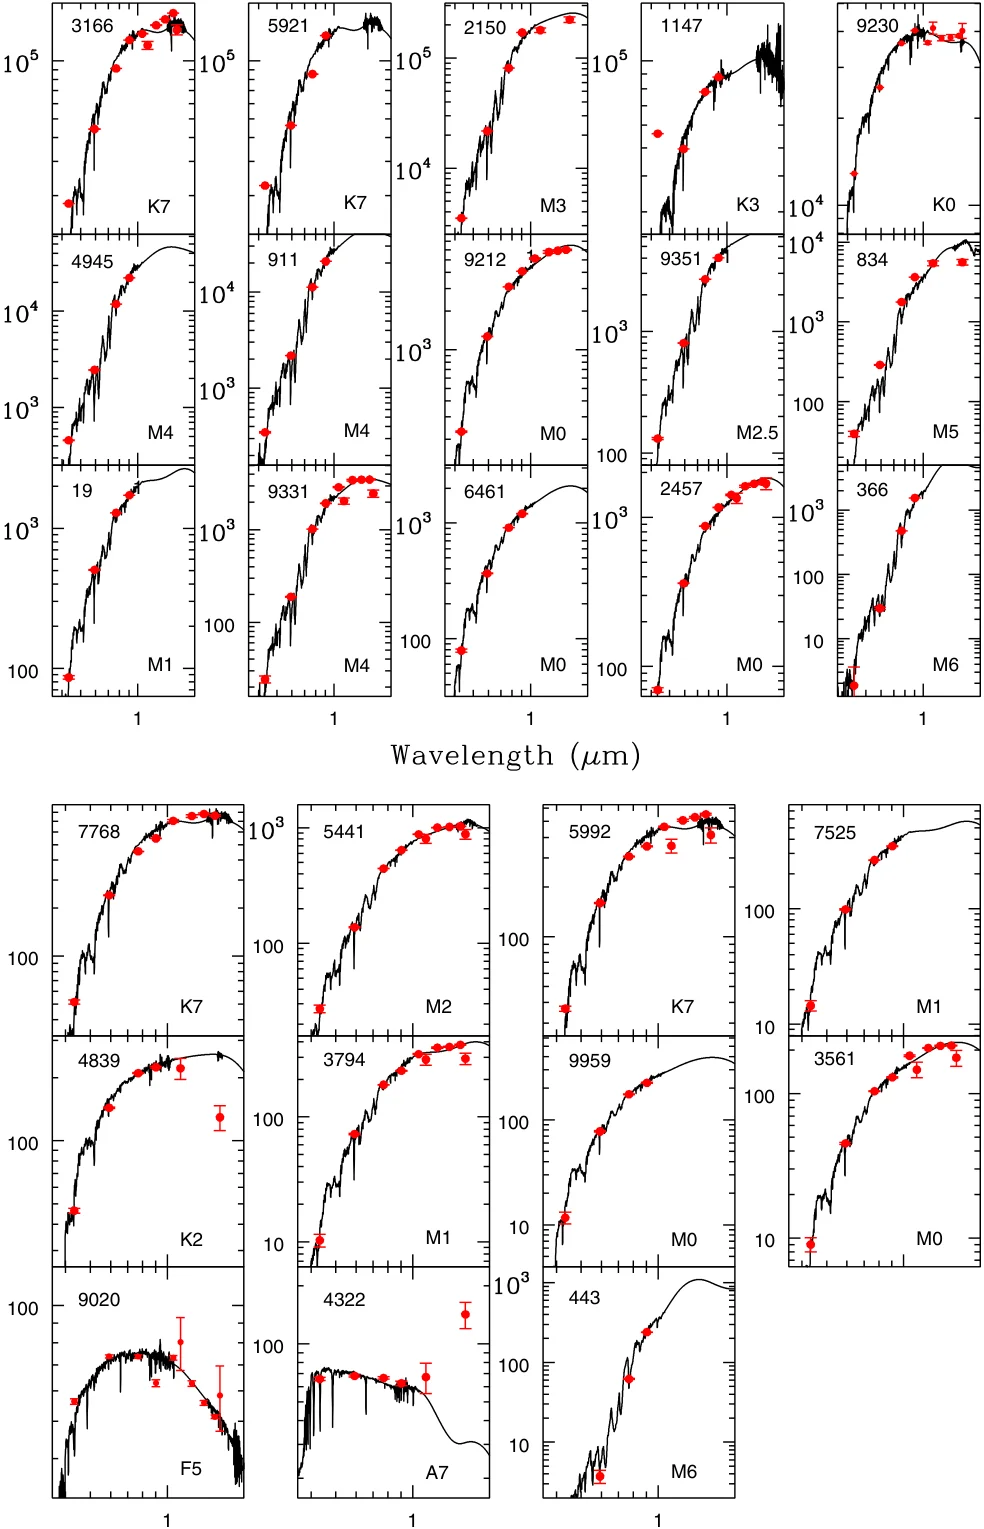 3166 5921 2150 1147 9230
10^5 10^5 10^5 10^5
10^4 10^4
K7 K7 M3 K3 K0
4945 911 9212 9351 834
10^4 10^4 10^3 10^3 10^4
10^3
10^3 10^3 100 100
M4 M4 M0 M2.5 M5
19 9331 6461 2457 366
10^3 10^3 10^3 10^3
100 100 100 100 10
100
M1 M4 M0 M0 M6
1 1 1 1 1
Wavelength (μm)
7768 5441 5992 7525
10^3
100 100 100 100
10
K7 M2 K7 M1
4839 3794 9959 3561
100 100 100 100
10 10 10
K2 M1 M0 M0
9020 4322 443
100 100 10^3
100
10
F5 A7 M6
1 1 1